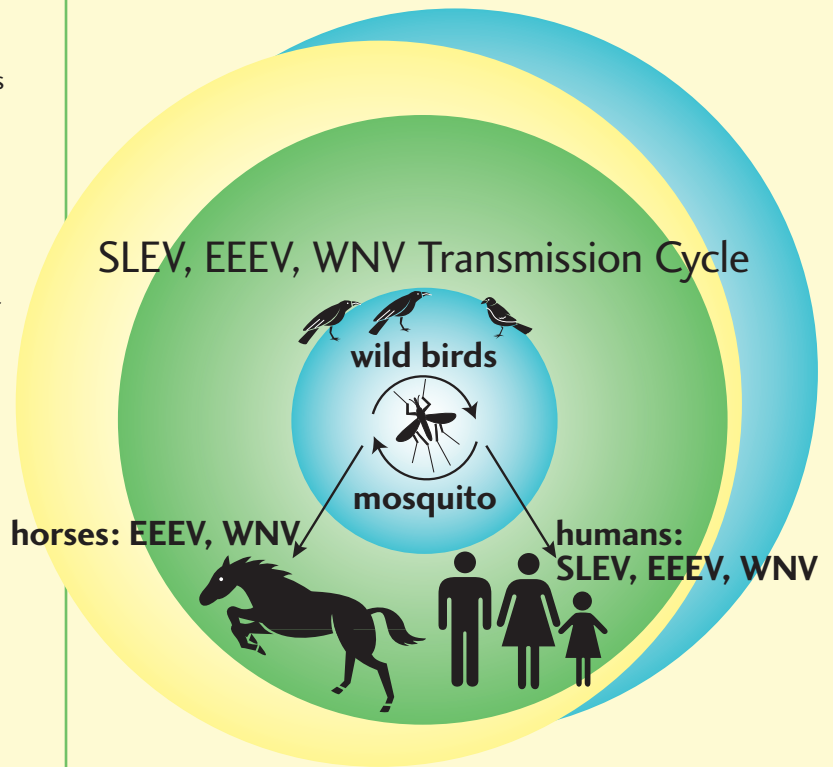 s
SLEV, EEEV, WNV Transmission Cycle
wild birds
mosquito
horses: EEEV, WNV
humans:
SLEV, EEEV, WNV